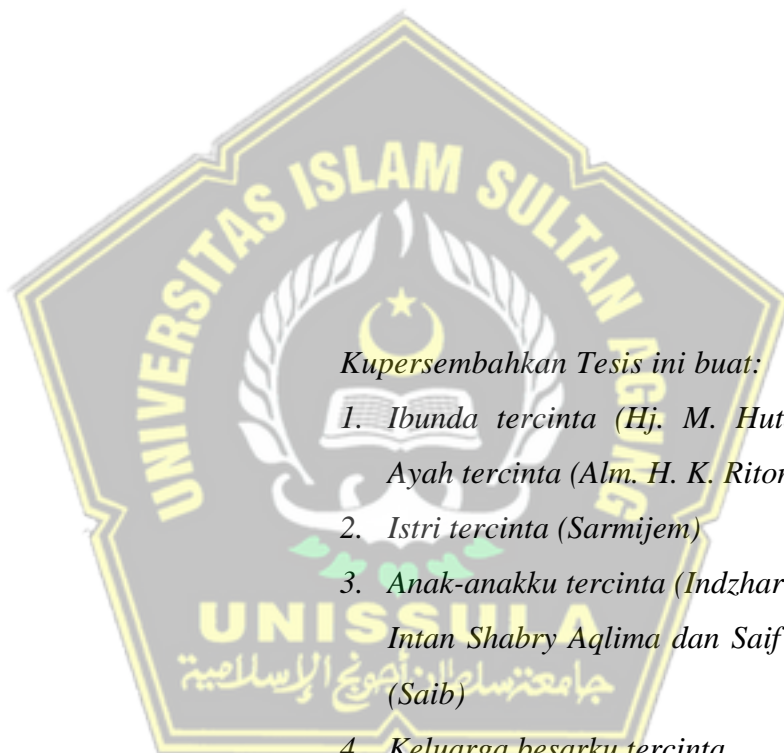 UNIVERSITAS ISLAM SULTAN AGUNG
Kupersembahkan Tesis ini buat:
1. Ibunda tercinta (Hj. M. Hut
Ayah tercinta (Alm. H. K. Riton
2. Istri tercinta (Sarmijem)
3. Anak-anakku tercinta (Indzhar
Intan Shabry Aqlima dan Saif
(Saib)
UNISSULA
جامعة سلطان أجونج الإسلامية
4. Keluarga besarku tercinta